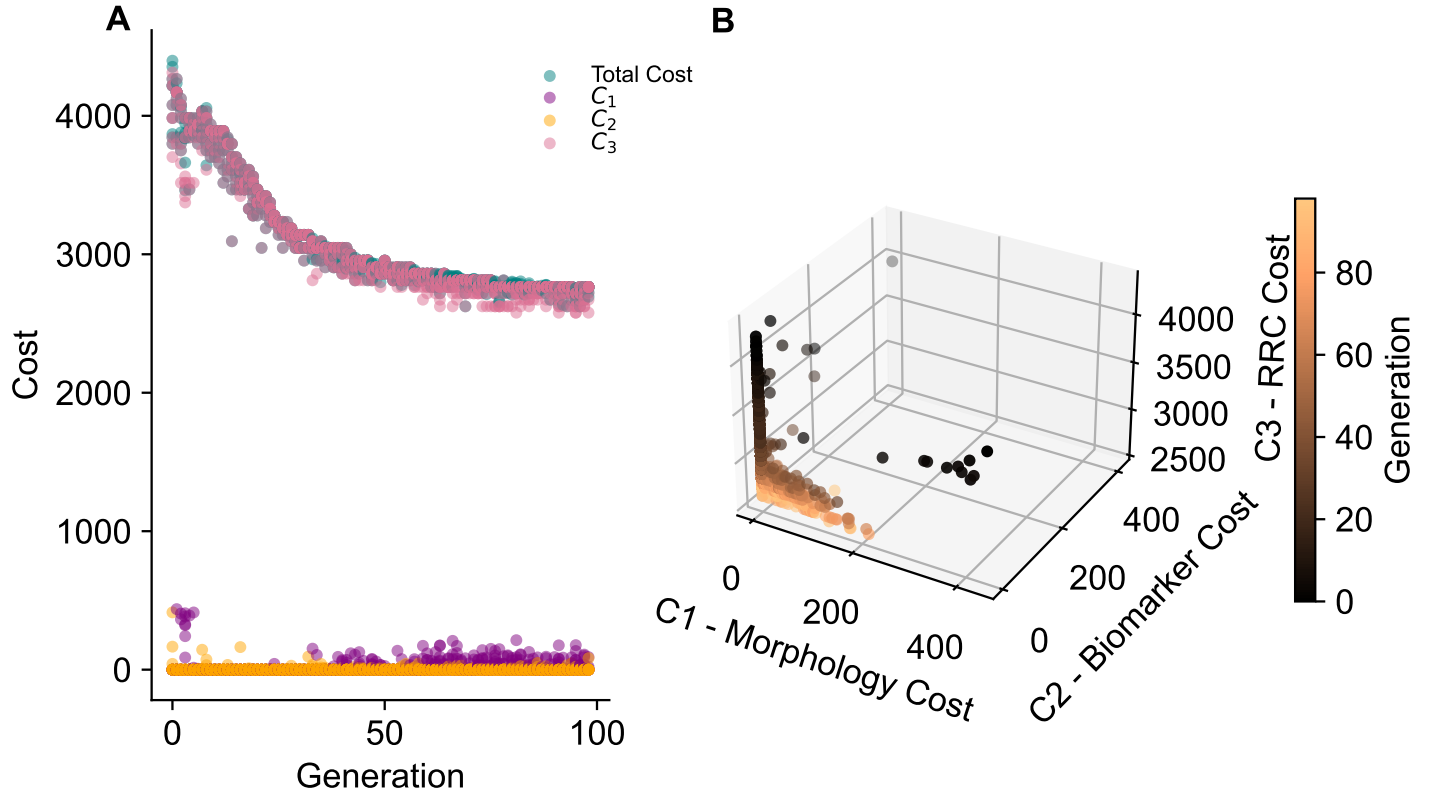 A
Total Cost
C1
C2
C3
4000
3000
2000
1000
0
Cost
0
50
100
Generation
B
4000
3500
3000
2500
C3 - RRC Cost
400
200
0
C2 - Biomarker Cost
0
200
400
C1 - Morphology Cost
80
60
40
20
0
Generation